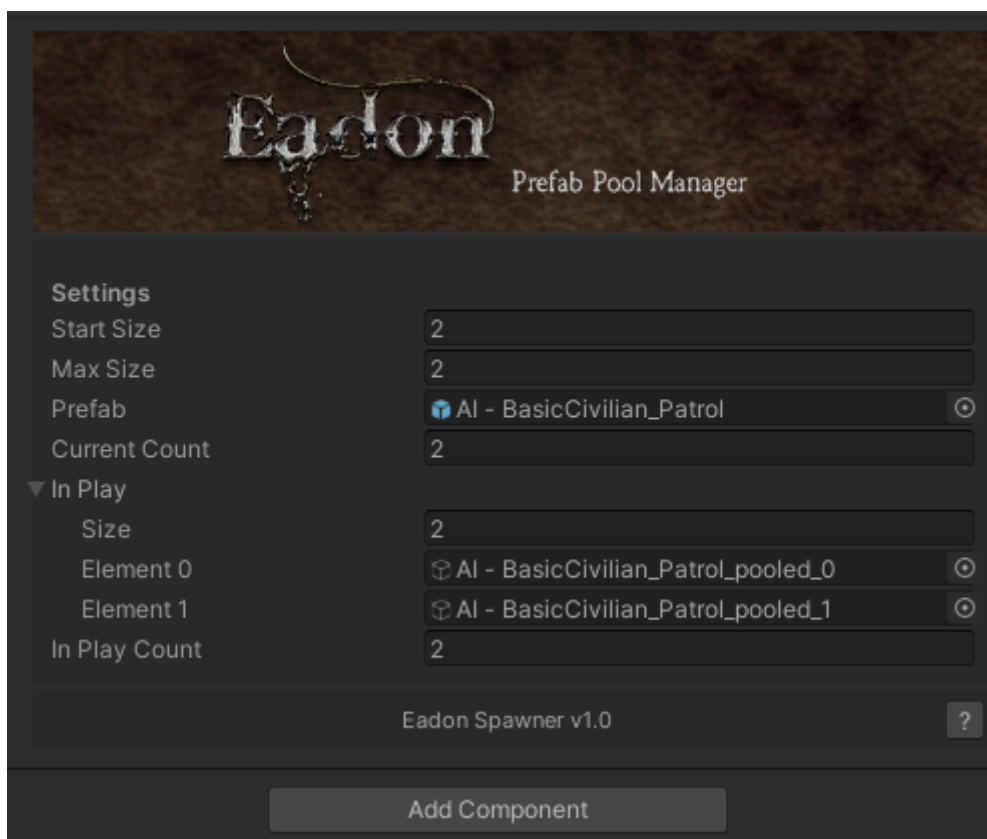 Eadon
Prefab Pool Manager
Settings
Start Size 2
Max Size 2
Prefab AI - BasicCivilian_Patrol
Current Count 2
In Play
Size 2
Element 0 AI - BasicCivilian_Patrol_pooled_0
Element 1 AI - BasicCivilian_Patrol_pooled_1
In Play Count 2
Eadon Spawner v1.0 ?
Add Component